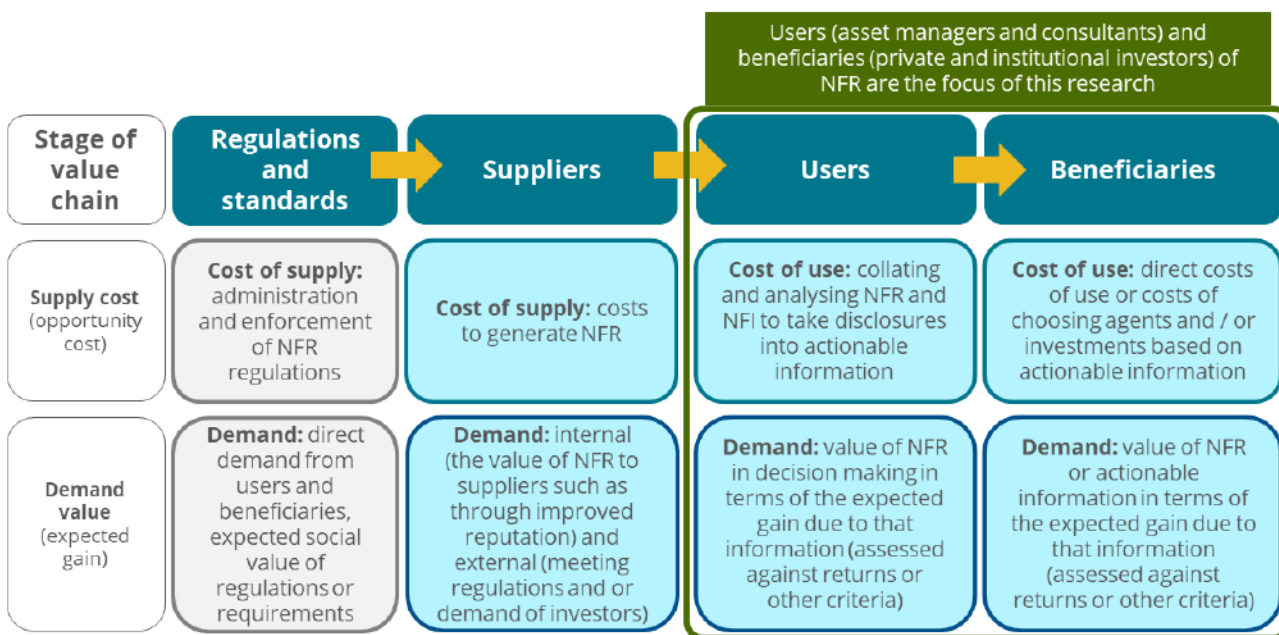 Users (asset managers and consultants) and
beneficiaries (private and institutional investors) of
NFR are the focus of this research
Stage of
value
chain
Regulations
and
standards
Suppliers
Users
Beneficiaries
Supply cost
(opportunity
cost)
Cost of supply:
administration
and enforcement
of NFR
regulations
Cost of supply: costs
to generate NFR
Cost of use: collating
and analysing NFR and
NFI to take disclosures
into actionable
information
Cost of use: direct costs
of use or costs of
choosing agents and / or
investments based on
actionable information
Demand
value
(expected
gain)
Demand: direct
demand from
users and
beneficiaries,
expected social
value of
regulations or
requirements
Demand: internal
(the value of NFR to
suppliers such as
through improved
reputation) and
external (meeting
regulations and or
demand of investors)
Demand: value of NFR
in decision making in
terms of the expected
gain due to that
information (assessed
against returns or
other criteria)
Demand: value of NFR
or actionable
information in terms of
the expected gain due to
that information
(assessed against
returns or other criteria)